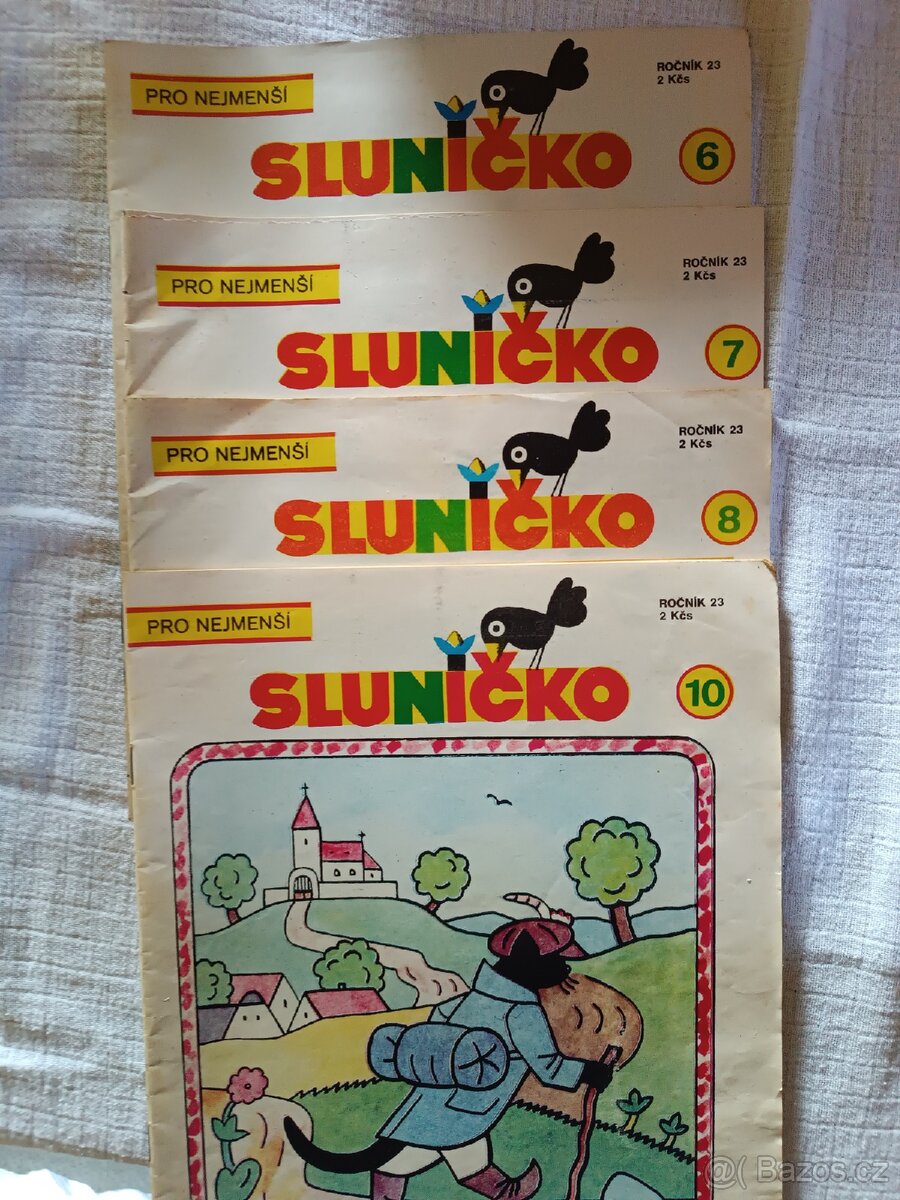 PRO NEJMENŠÍ
ROČNÍK 23
2 Kčs
SLUNÍČKO
6
PRO NEJMENŠÍ
ROČNÍK 23
2 Kčs
SLUNÍČKO
7
PRO NEJMENŠÍ
ROČNÍK 23
2 Kčs
SLUNÍČKO
8
PRO NEJMENŠÍ
ROČNÍK 23
2 Kčs
SLUNÍČKO
10
@( Bazos.cz